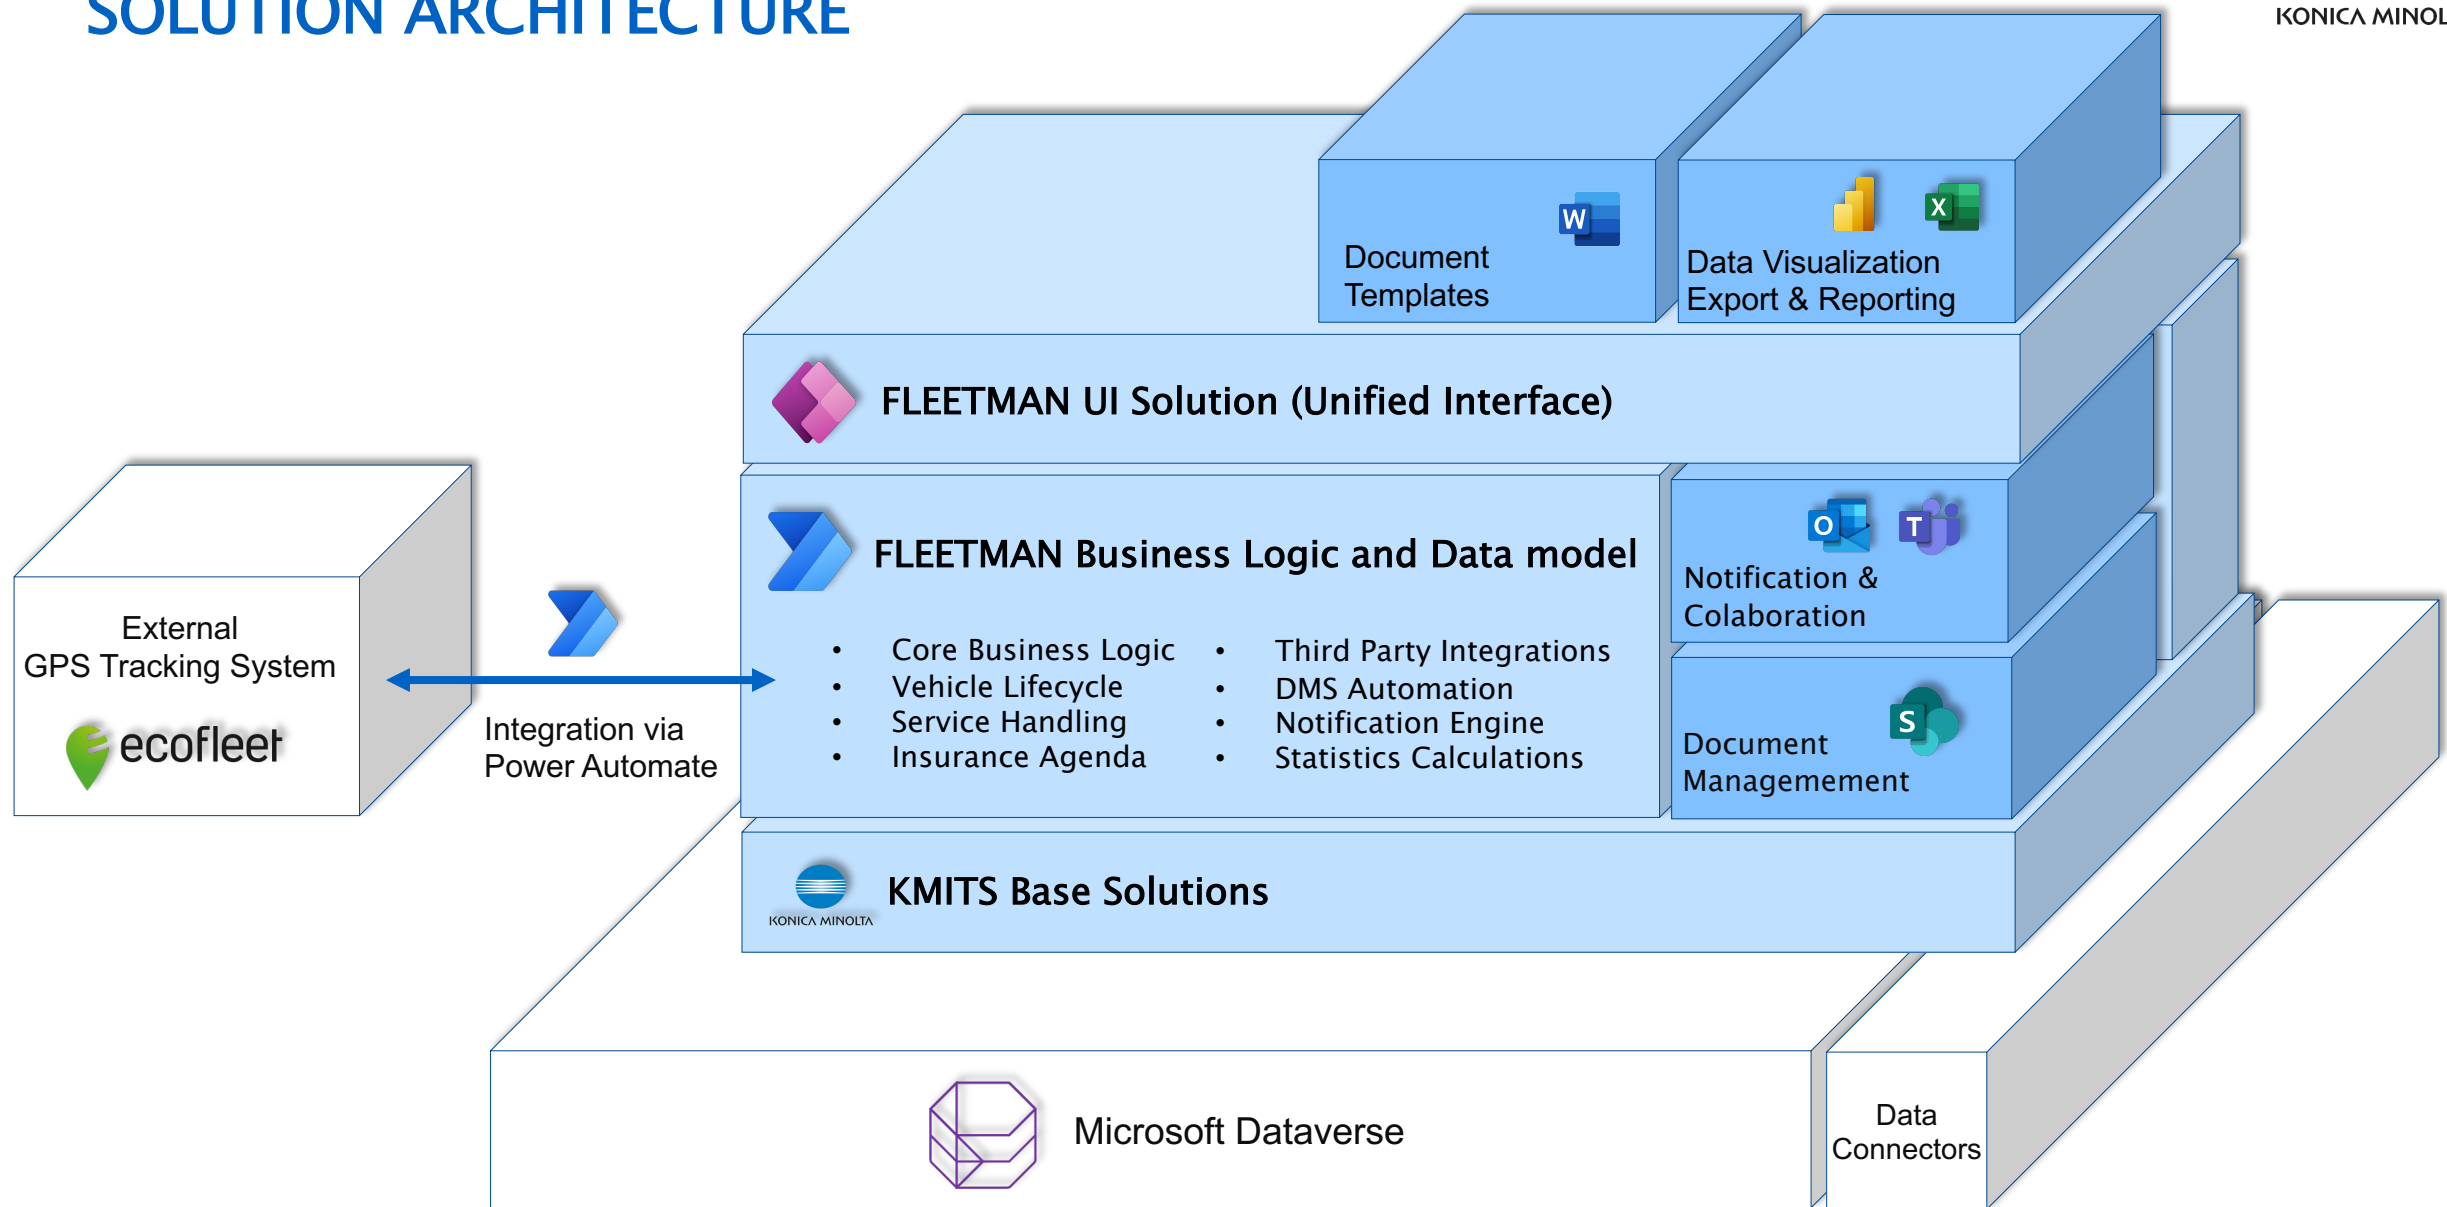 SOLUTION ARCHITECTURE
KONICA MINOL
W
X
Document
Templates
Data Visualization
Export & Reporting
FLEETMAN UI Solution (Unified Interface)
O
T
FLEETMAN Business Logic and Data model
Notification &
Colaboration
External
GPS Tracking System
ecofleet
Integration via
Power Automate
• Core Business Logic
• Vehicle Lifecycle
• Service Handling
• Insurance Agenda
• Third Party Integrations
• DMS Automation
• Notification Engine
• Statistics Calculations
S
Document
Managemement
KONICA MINOLTA
KMITS Base Solutions
Microsoft Dataverse
Data
Connectors